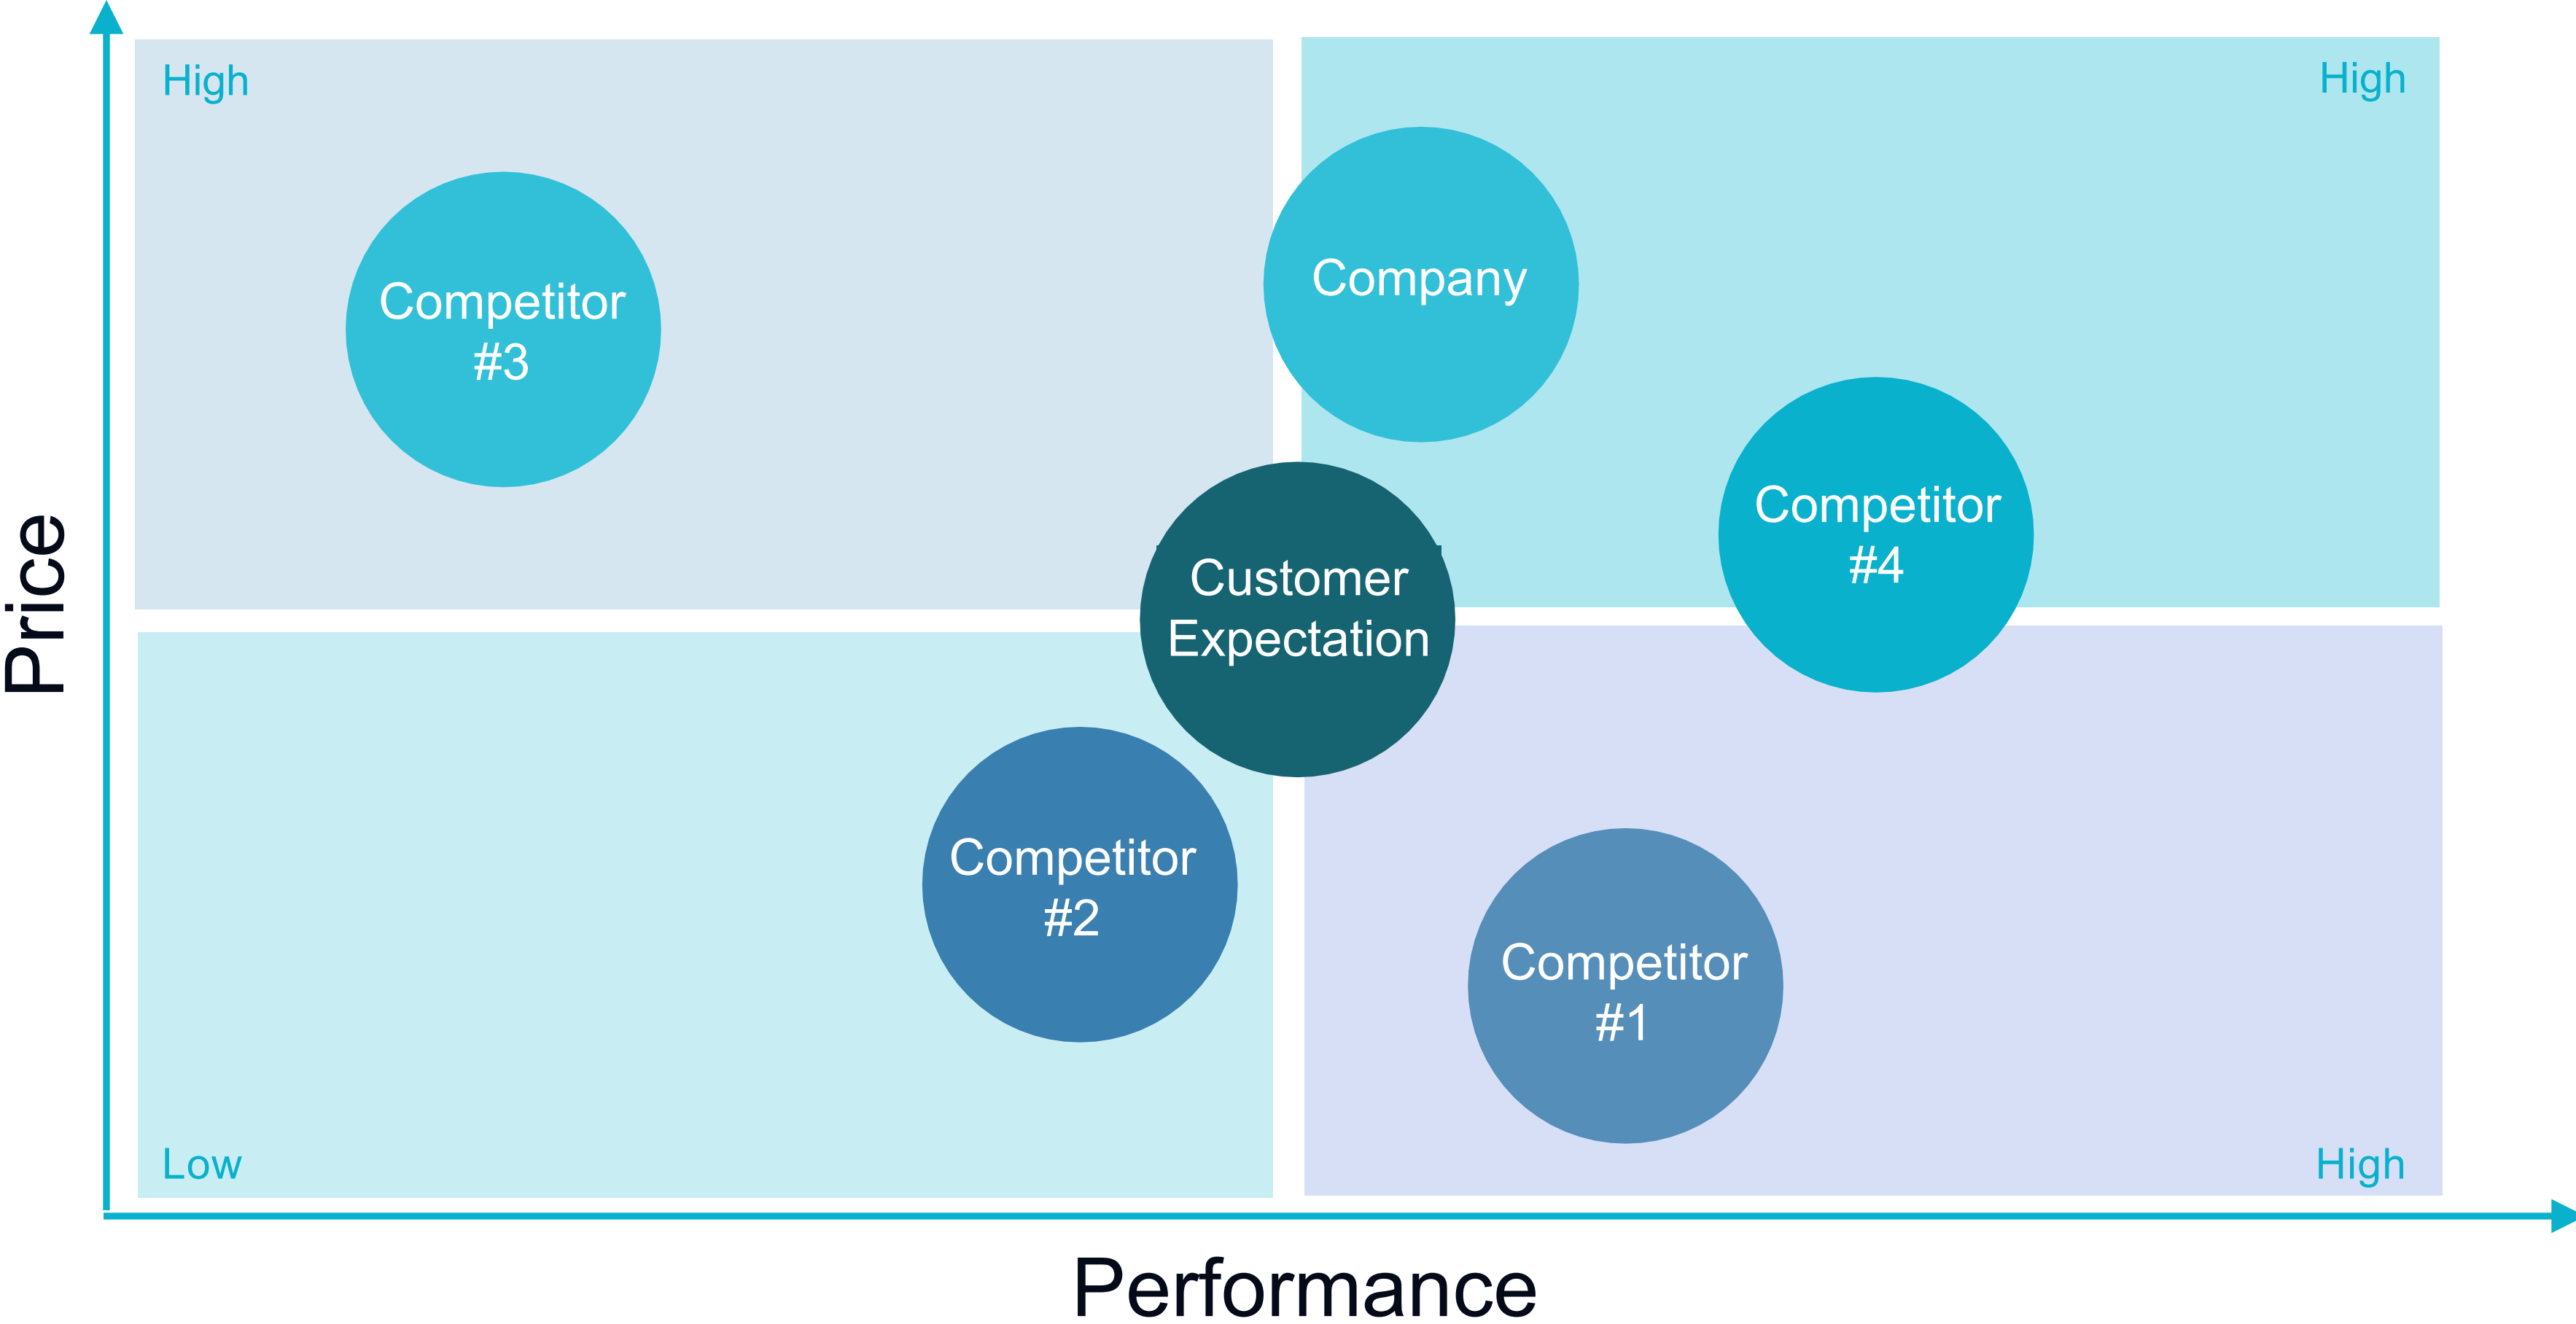 High
High
Company
Competitor
#3
Competitor
#4
Customer
Expectation
Price
Competitor
#2
Competitor
#1
Low
High
Performance